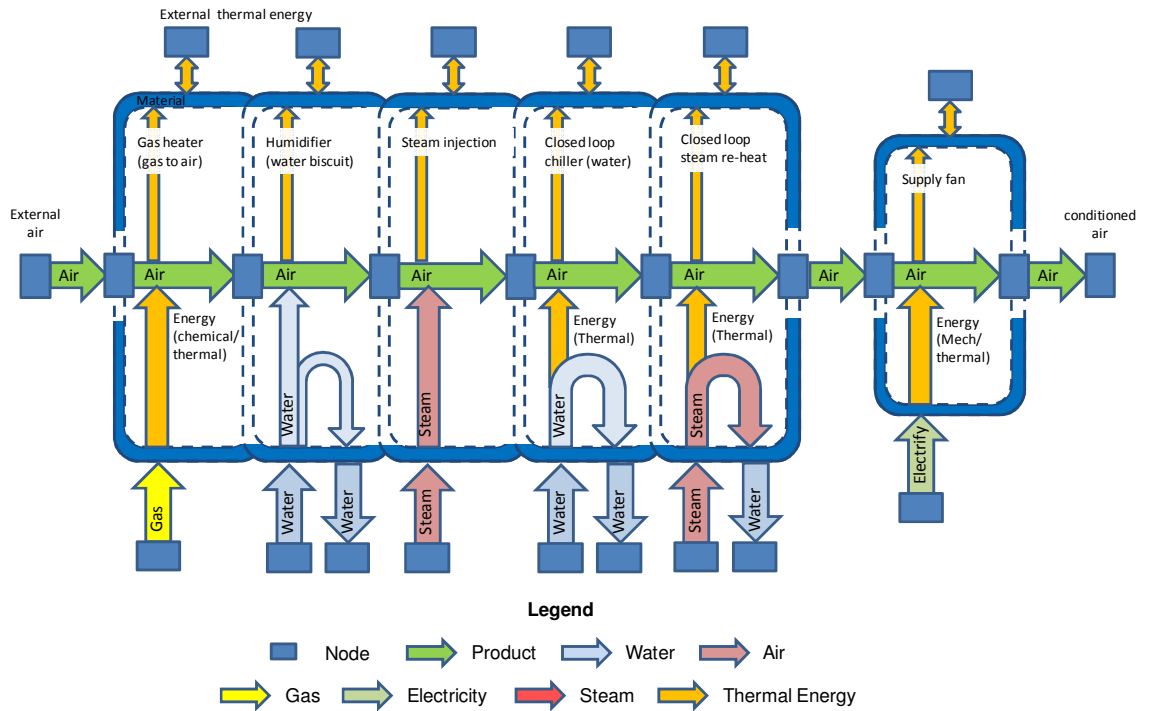 External thermal energy
Material
Gas heater
(gas to air)
Humidifier
(water biscuit)
Steam injection
Closed loop
chiller (water)
Closed loop
steam re-heat
Supply fan
External
air
conditioned
air
Air
Air
Air
Air
Air
Air
Air
Air
Air
Energy
(chemical/
thermal)
Energy
(Thermal)
Energy
(Thermal)
Energy
(Mech/
thermal)
Water
Steam
Water
Steam
Electrify
Gas
Water
Water
Steam
Water
Water
Steam
Water
Legend
Node
Product
Water
Air
Gas
Electricity
Steam
Thermal Energy